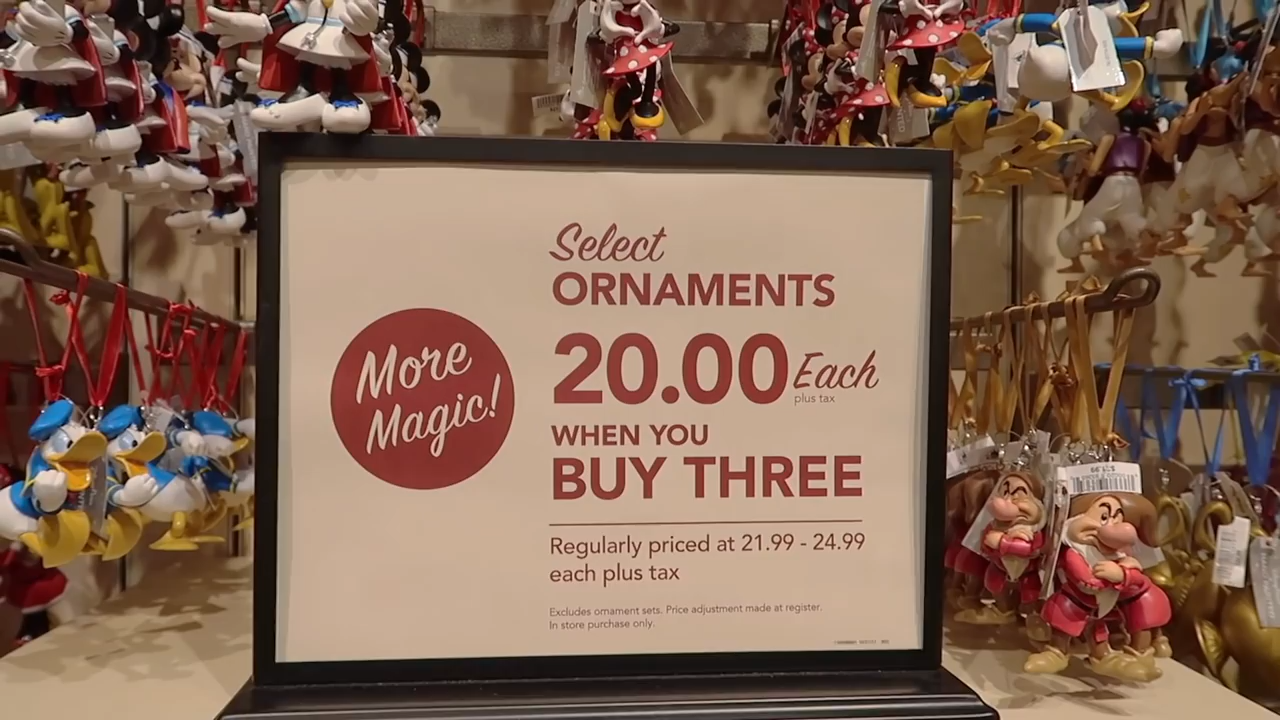 More
Magic!
Select
ORNAMENTS
20.00 Each
plus tax
WHEN YOU
BUY THREE
Regularly priced at 21.99 - 24.99
each plus tax
Excludes ornament sets. Price adjustment made at register.
In store purchase only.